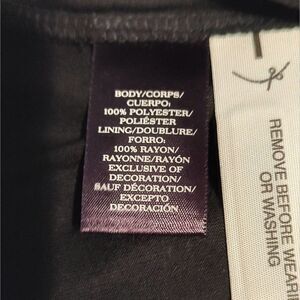 BODY/CORPS/
CUERPO:
100% POLYESTER/
POLIÉSTER
LINING/DOUBLURE/
FORRO:
100% RAYON/
RAYONNE/RAYÓN
EXCLUSIVE OF
DECORATION/
SAUF DÉCORATION/
EXCEPTO
DECORACIÓN
REMOVE BEFORE WEARI
OR WASHING